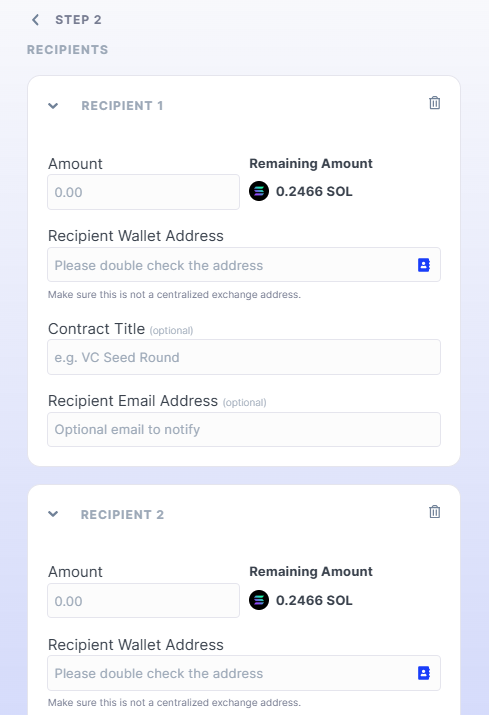 STEP 2
RECIPIENTS
RECIPIENT 1
Amount
Remaining Amount
0.00
0.2466 SOL
Recipient Wallet Address
Please double check the address
Make sure this is not a centralized exchange address.
Contract Title (optional)
e.g. VC Seed Round
Recipient Email Address (optional)
Optional email to notify
RECIPIENT 2
Amount
Remaining Amount
0.00
0.2466 SOL
Recipient Wallet Address
Please double check the address
Make sure this is not a centralized exchange address.